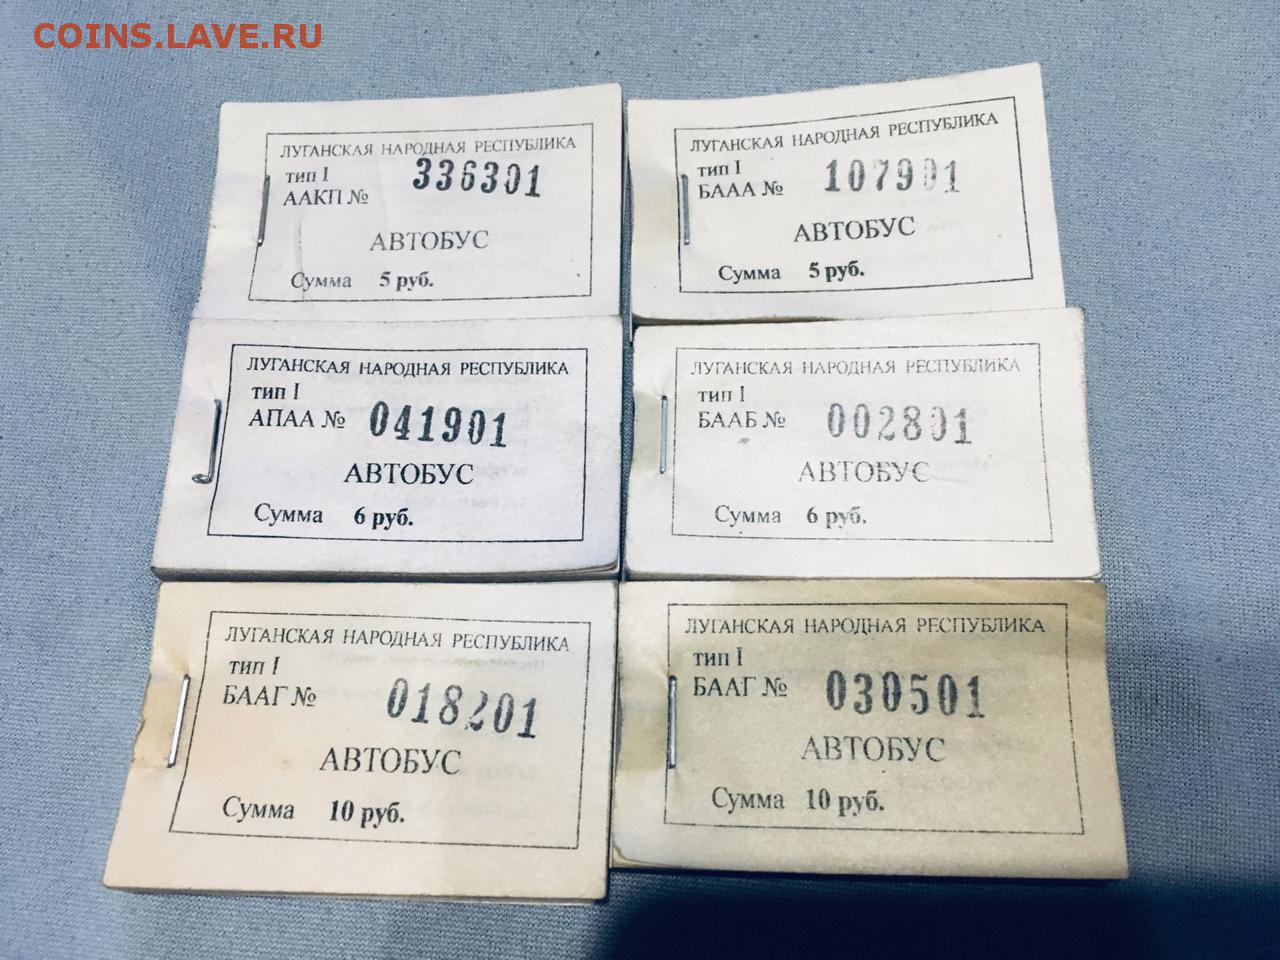 COINS.LAVE.RU
ЛУГАНСКАЯ НАРОДНАЯ РЕСПУБЛИКА
тип I
ААКП № 336301
АВТОБУС
Сумма 5 руб.
ЛУГАНСКАЯ НАРОДНАЯ РЕСПУБЛИКА
тип I
БААА № 107901
АВТОБУС
Сумма 5 руб.
ЛУГАНСКАЯ НАРОДНАЯ РЕСПУБЛИКА
тип I
АПАА № 041901
АВТОБУС
Сумма 6 руб.
ЛУГАНСКАЯ НАРОДНАЯ РЕСПУБЛИКА
тип I
БААБ № 002801
АВТОБУС
Сумма 6 руб.
ЛУГАНСКАЯ НАРОДНАЯ РЕСПУБЛИКА
тип I
БААГ № 018201
АВТОБУС
Сумма 10 руб.
ЛУГАНСКАЯ НАРОДНАЯ РЕСПУБЛИКА
тип I
БААГ № 030501
АВТОБУС
Сумма 10 руб.